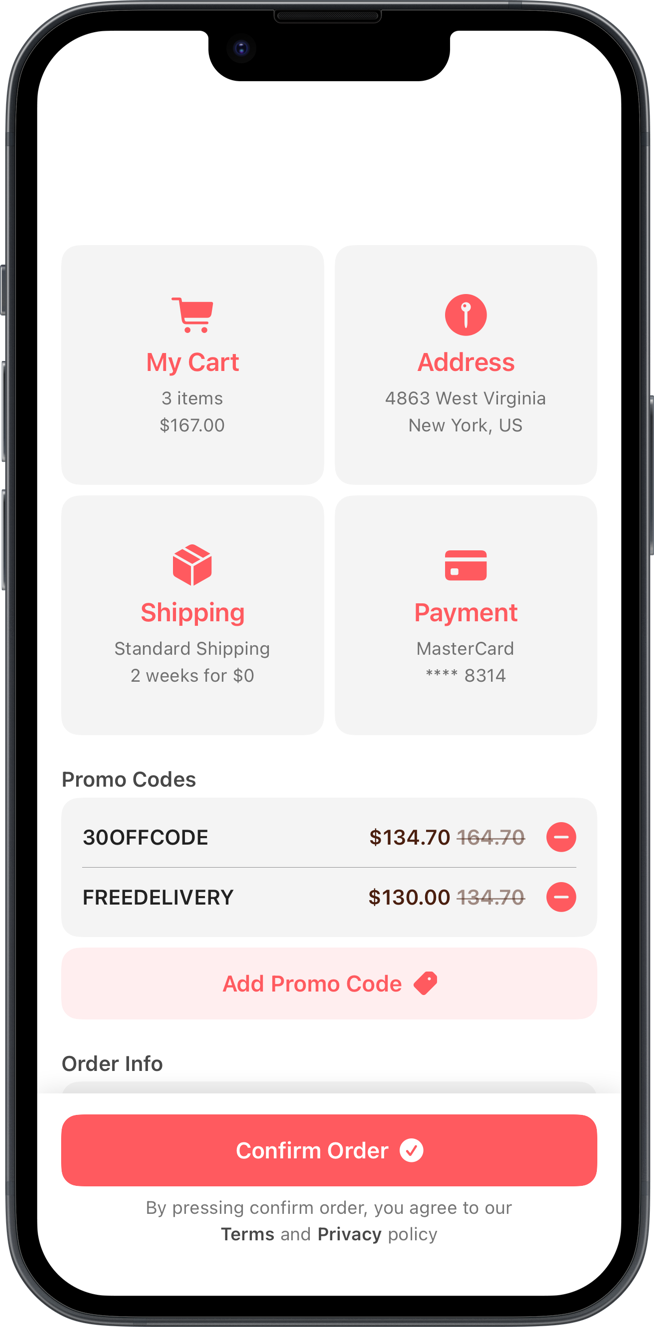 My Cart
3 items
$167.00
Address
4863 West Virginia
New York, US
Shipping
Standard Shipping
2 weeks for $0
Payment
MasterCard
**** 8314
Promo Codes
30OFFCODE $134.70 164.70
FREEDELIVERY $130.00 134.70
Add Promo Code
Order Info
Confirm Order
By pressing confirm order, you agree to our
Terms and Privacy policy